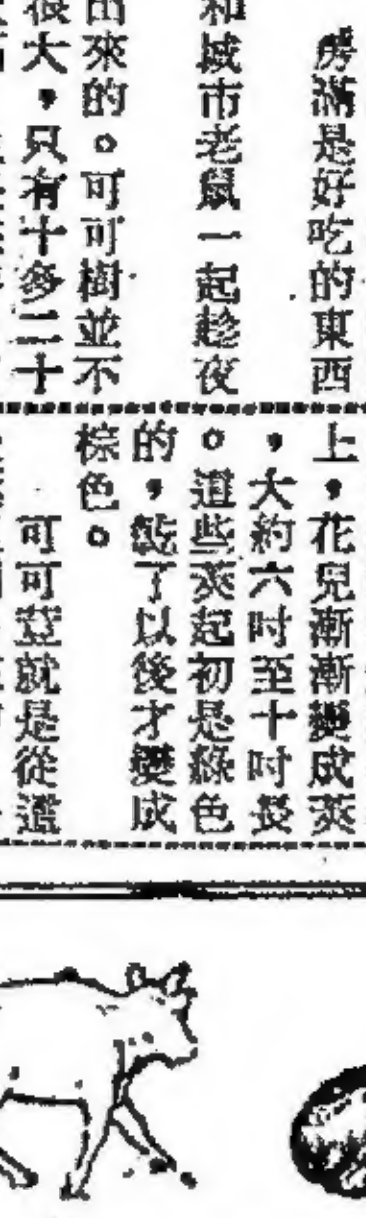 房滿是好吃的東西
和城市老鼠一起趁夜
出來的。可可樹並不
很大，只有十多二十
上，花兒漸漸變成莢
，大約六吋至十吋長
。這些莢起初是綠色
的，乾了以後才變成
棕色。
可可荳就是從這